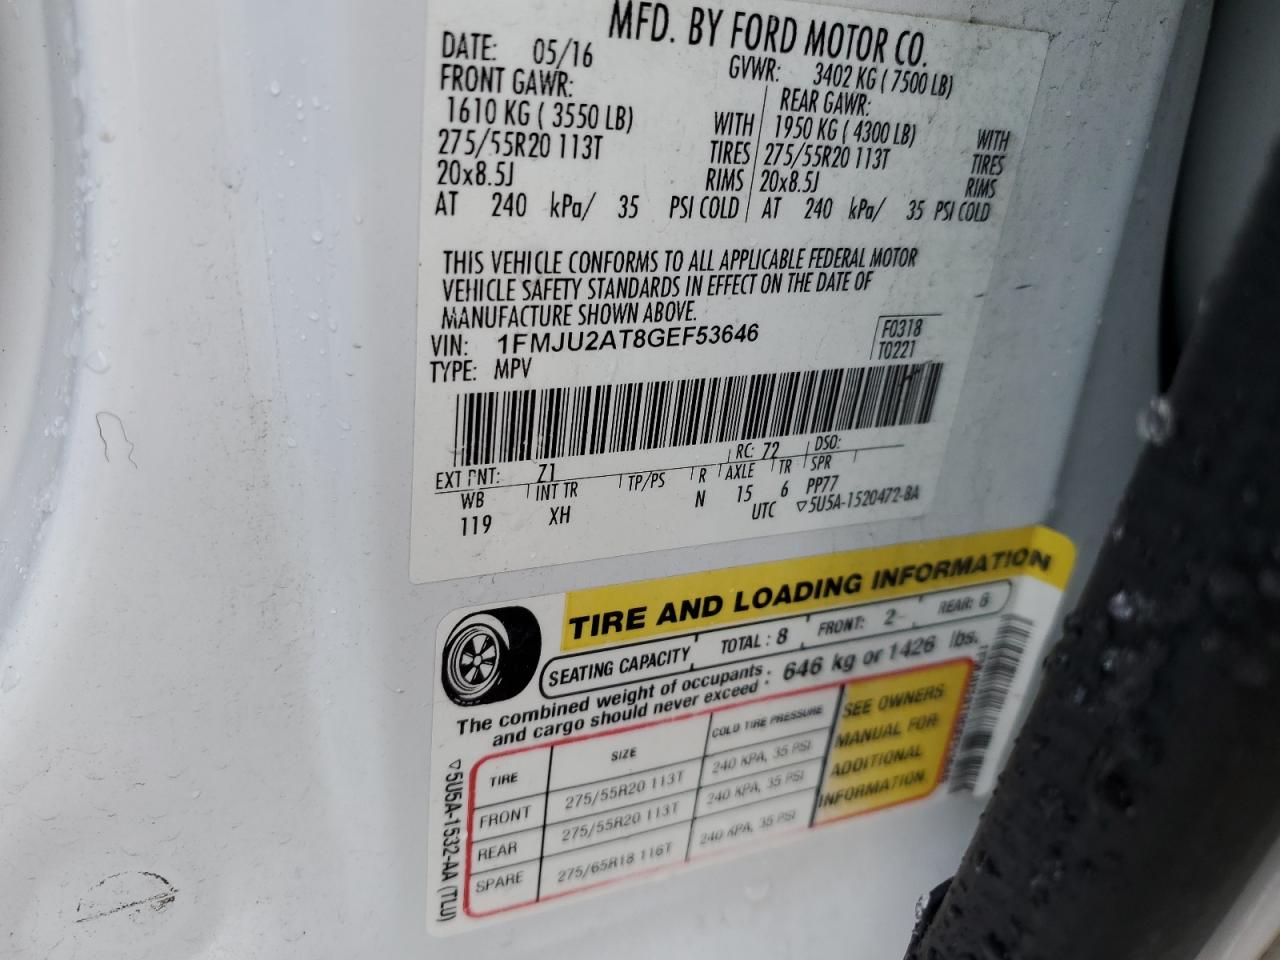 MFD. BY FORD MOTOR CO.
DATE: 05/16 GVWR: 3402 KG ( 7500 LB)
FRONT GAWR: REAR GAWR:
1610 KG ( 3550 LB) WITH 1950 KG ( 4300 LB) WITH
275/55R20 113T TIRES 275/55R20 113T TIRES
20x8.5J RIMS 20x8.5J RIMS
AT 240 kPa/ 35 PSI COLD AT 240 kPa/ 35 PSI COLD
THIS VEHICLE CONFORMS TO ALL APPLICABLE FEDERAL MOTOR
VEHICLE SAFETY STANDARDS IN EFFECT ON THE DATE OF
MANUFACTURE SHOWN ABOVE.
VIN: 1FMJU2AT8GEF53646 F0318
TYPE: MPV T0221
EXT PNT: Z1 RC: 72 DSO:
WB INT TR TP/PS R AXLE TR SPR
119 XH N 15 6 PP77
UTC ▽5U5A-1520472-BA
TIRE AND LOADING INFORMATION
SEATING CAPACITY TOTAL : 8 FRONT: 2 REAR: 6
The combined weight of occupants
and cargo should never exceed : 646 kg or 1426 lbs.
TIRE SIZE COLD TIRE PRESSURE
FRONT 275/55R20 113T 240 KPA, 35 PSI
REAR 275/55R20 113T 240 KPA, 35 PSI
SPARE 275/65R18 116T 240 KPA, 35 PSI
SEE OWNERS
MANUAL FOR
ADDITIONAL
INFORMATION
▽5U5A-1532-AA (TLU)